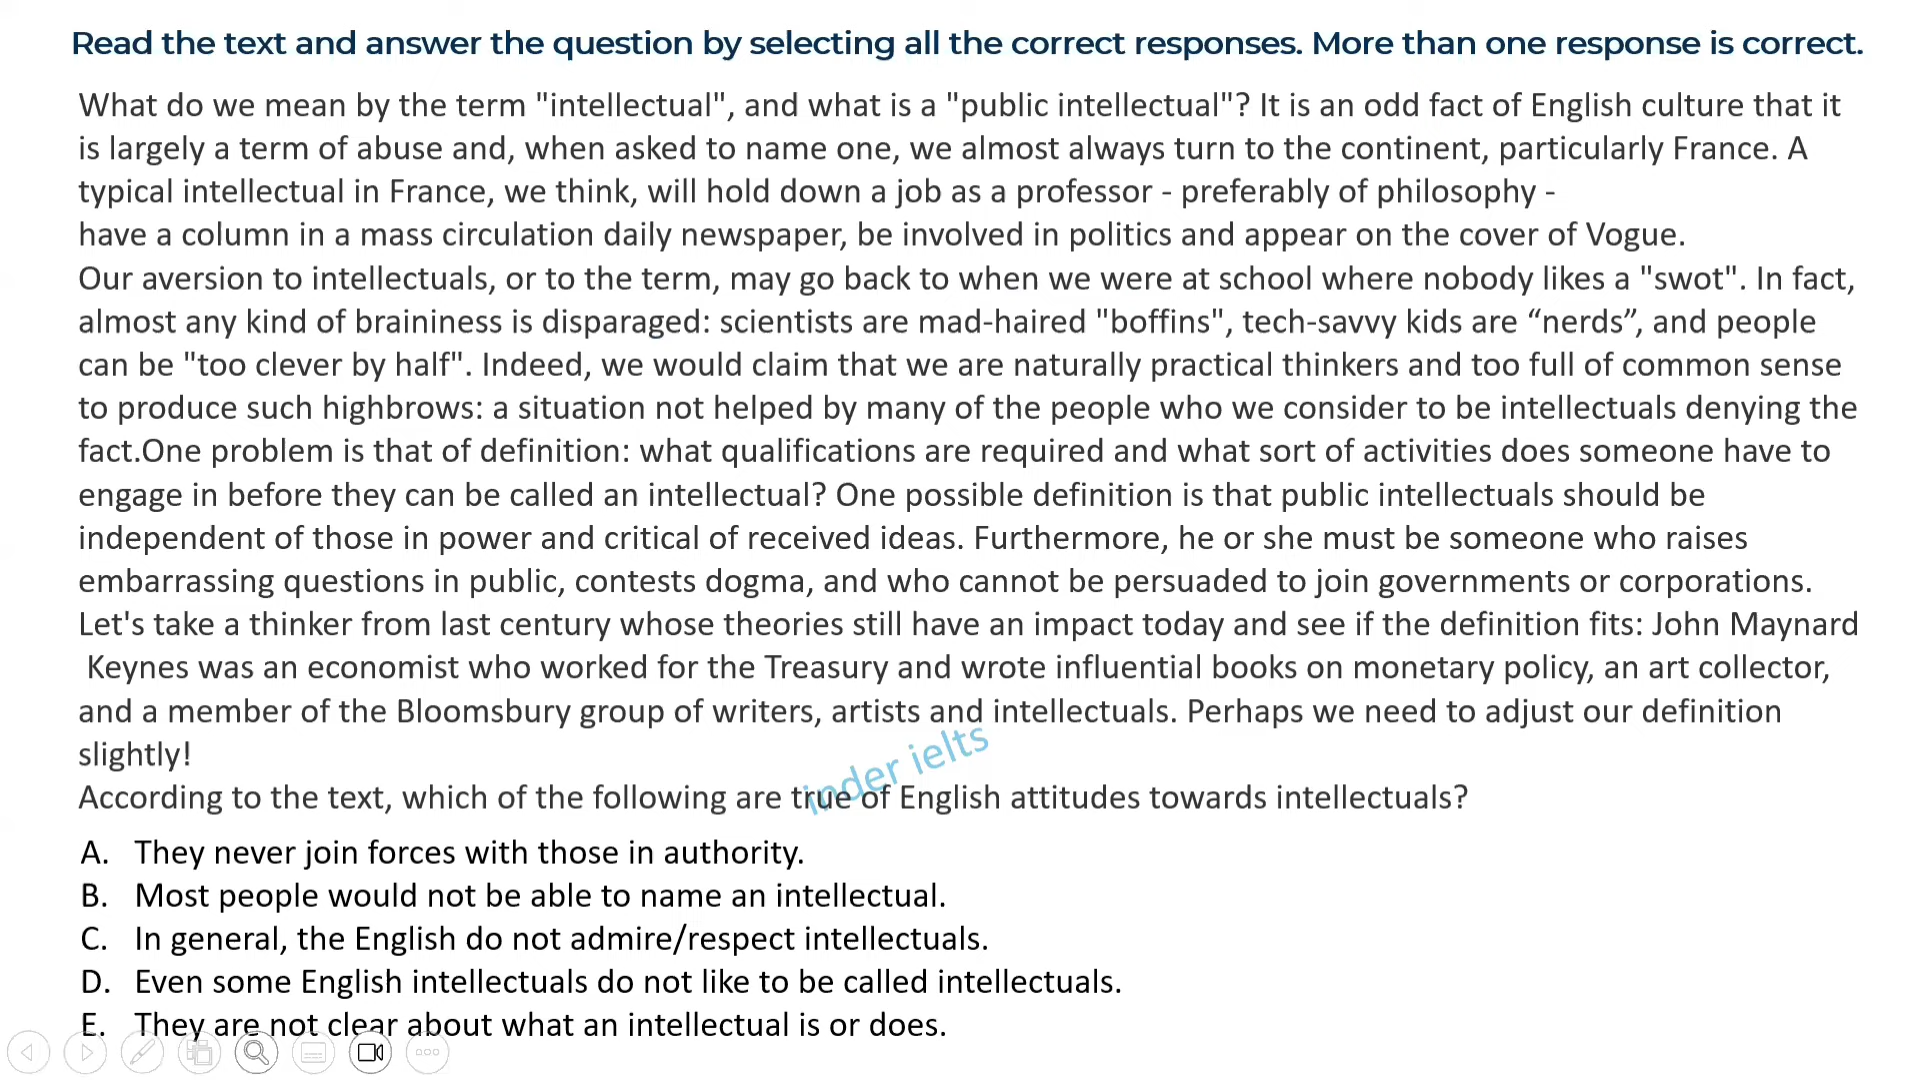 Read the text and answer the question by selecting all the correct responses. More than one response is correct.
What do we mean by the term "intellectual", and what is a "public intellectual"? It is an odd fact of English culture that it
is largely a term of abuse and, when asked to name one, we almost always turn to the continent, particularly France. A
typical intellectual in France, we think, will hold down a job as a professor - preferably of philosophy -
have a column in a mass circulation daily newspaper, be involved in politics and appear on the cover of Vogue.
Our aversion to intellectuals, or to the term, may go back to when we were at school where nobody likes a "swot". In fact,
almost any kind of braininess is disparaged: scientists are mad-haired "boffins", tech-savvy kids are “nerds”, and people
can be "too clever by half". Indeed, we would claim that we are naturally practical thinkers and too full of common sense
to produce such highbrows: a situation not helped by many of the people who we consider to be intellectuals denying the
fact.One problem is that of definition: what qualifications are required and what sort of activities does someone have to
engage in before they can be called an intellectual? One possible definition is that public intellectuals should be
independent of those in power and critical of received ideas. Furthermore, he or she must be someone who raises
embarrassing questions in public, contests dogma, and who cannot be persuaded to join governments or corporations.
Let's take a thinker from last century whose theories still have an impact today and see if the definition fits: John Maynard
Keynes was an economist who worked for the Treasury and wrote influential books on monetary policy, an art collector,
and a member of the Bloomsbury group of writers, artists and intellectuals. Perhaps we need to adjust our definition
slightly!
inder ielts
According to the text, which of the following are true of English attitudes towards intellectuals?
A. They never join forces with those in authority.
B. Most people would not be able to name an intellectual.
C. In general, the English do not admire/respect intellectuals.
D. Even some English intellectuals do not like to be called intellectuals.
E. They are not clear about what an intellectual is or does.